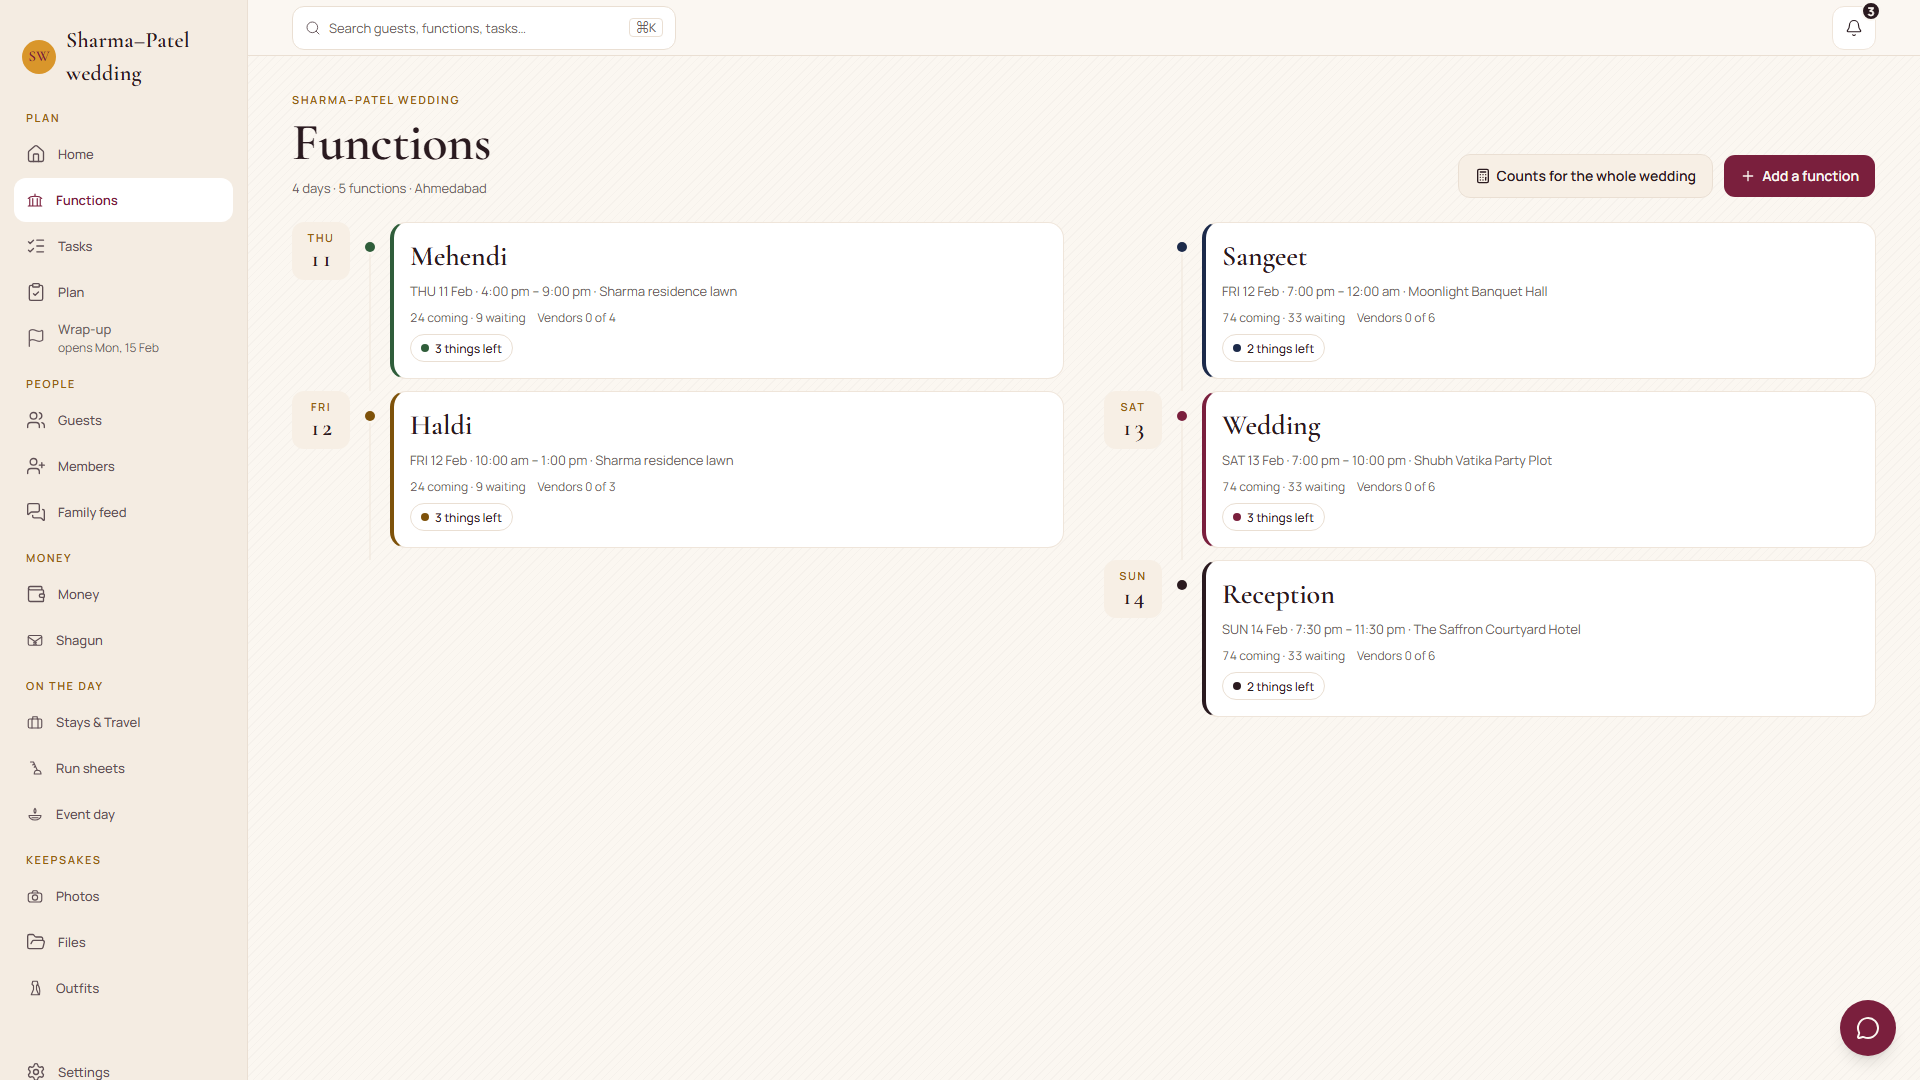 SW
Sharma–Patel
wedding
PLAN
Home
Functions
Tasks
Plan
Wrap-up
opens Mon, 15 Feb
PEOPLE
Guests
Members
Family feed
MONEY
Money
Shagun
ON THE DAY
Stays & Travel
Run sheets
Event day
KEEPSAKES
Photos
Files
Outfits
Settings
Search guests, functions, tasks...
⌘K
3
SHARMA–PATEL WEDDING
Functions
4 days · 5 functions · Ahmedabad
Counts for the whole wedding
+ Add a function
THU
11
Mehendi
THU 11 Feb · 4:00 pm – 9:00 pm · Sharma residence lawn
24 coming · 9 waiting Vendors 0 of 4
3 things left
FRI
12
Haldi
FRI 12 Feb · 10:00 am – 1:00 pm · Sharma residence lawn
24 coming · 9 waiting Vendors 0 of 3
3 things left
Sangeet
FRI 12 Feb · 7:00 pm – 12:00 am · Moonlight Banquet Hall
74 coming · 33 waiting Vendors 0 of 6
2 things left
SAT
13
Wedding
SAT 13 Feb · 7:00 pm – 10:00 pm · Shubh Vatika Party Plot
74 coming · 33 waiting Vendors 0 of 6
3 things left
SUN
14
Reception
SUN 14 Feb · 7:30 pm – 11:30 pm · The Saffron Courtyard Hotel
74 coming · 33 waiting Vendors 0 of 6
2 things left